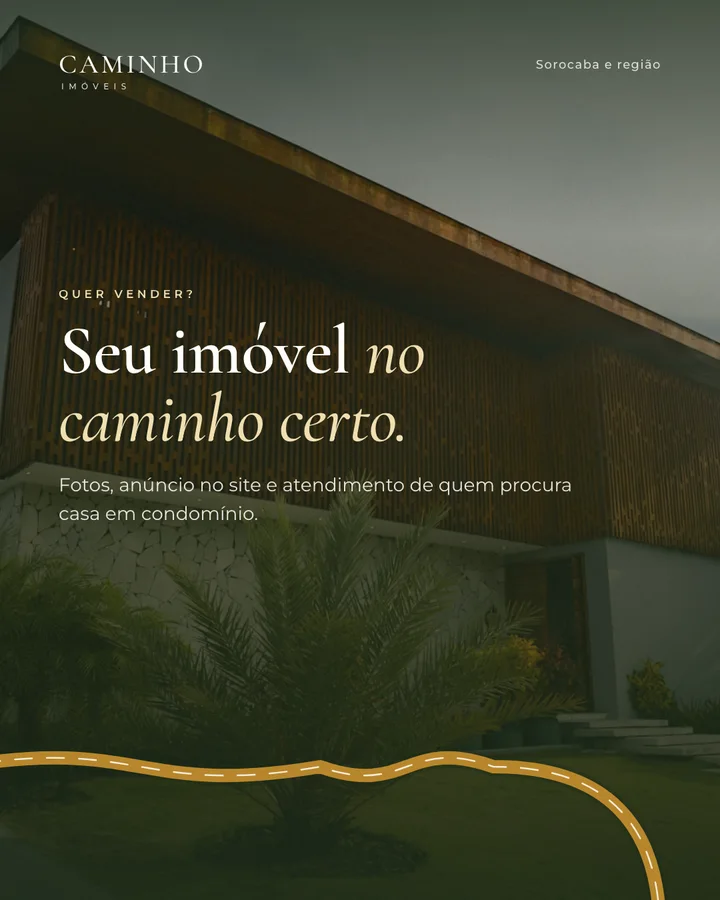 CAMINHO
IMÓVEIS
Sorocaba e região
QUER VENDER?
Seu imóvel no
caminho certo.
Fotos, anúncio no site e atendimento de quem procura
casa em condomínio.